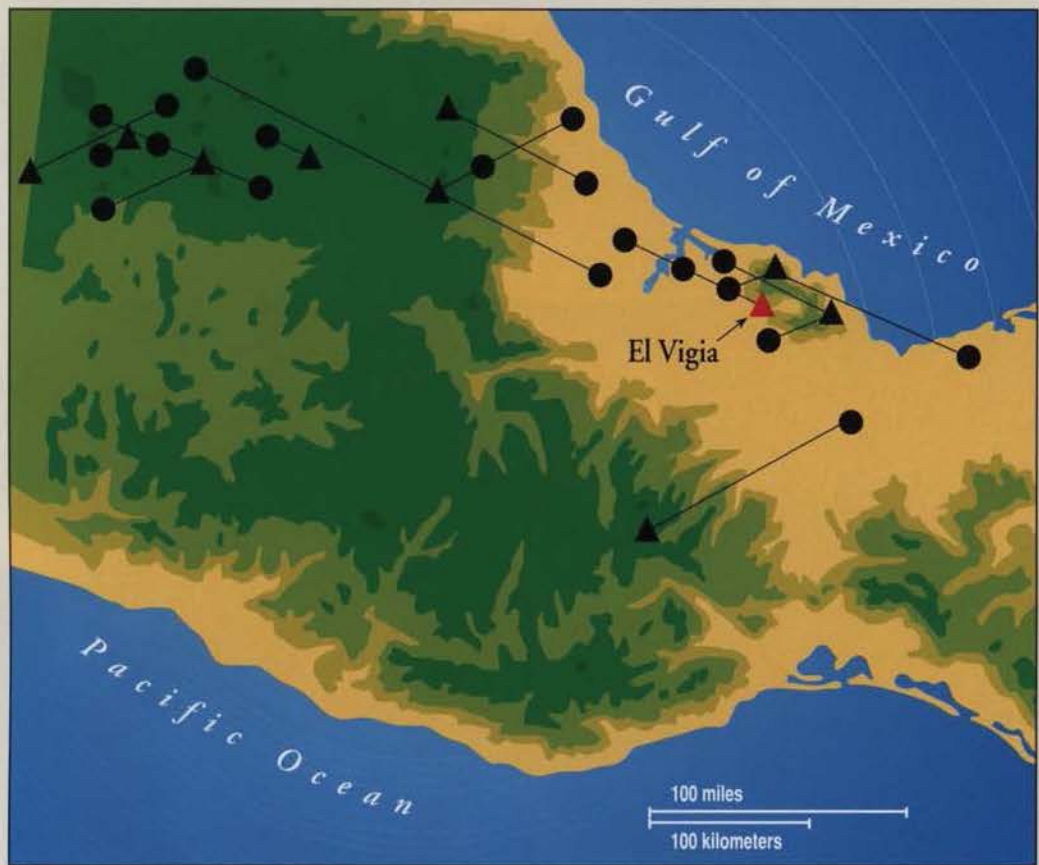 Gulf of Mexico
El Vigia
Pacific Ocean
100 miles
100 kilometers